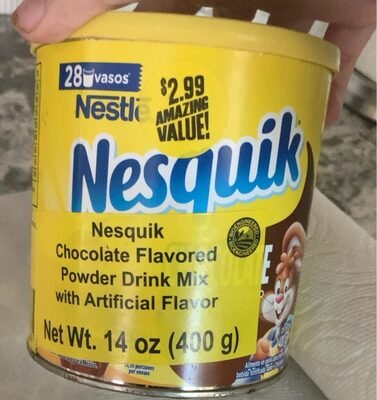 28 vasos*
$2.99
AMAZING
VALUE!
Nestlé
Nesquik
Nesquik
Chocolate Flavored
Powder Drink Mix
with Artificial Flavor
Net Wt. 14 oz (400 g)